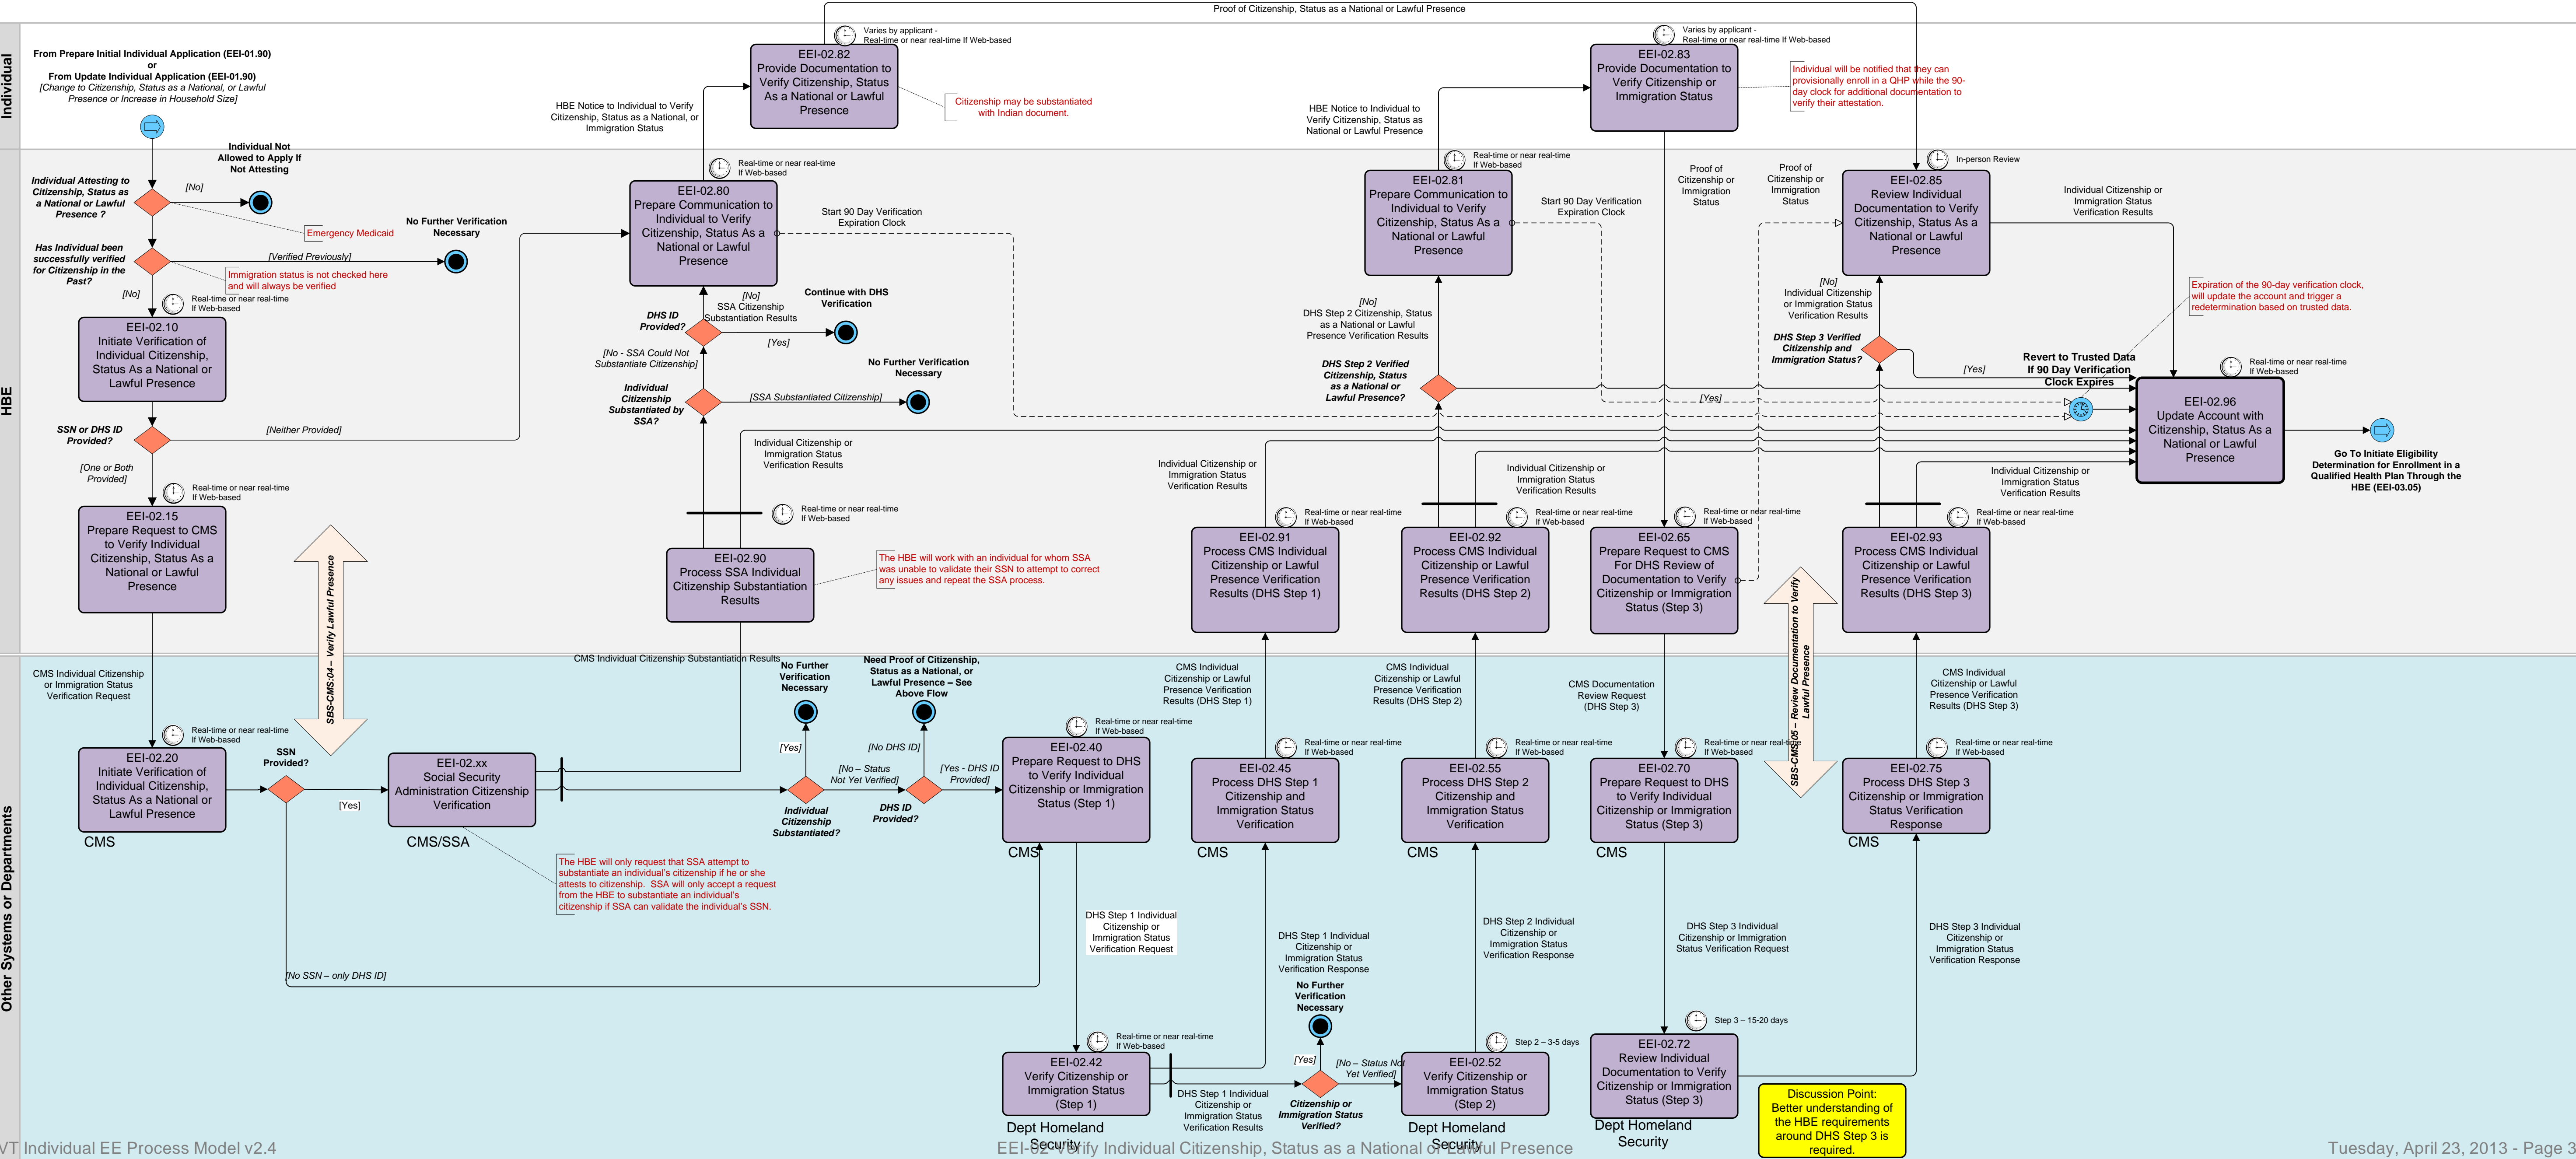 Proof of Citizenship, Status as a National or Lawful Presence
Individual
From Prepare Initial Individual Application (EEI-01.90)
or
From Update Individual Application (EEI-01.90)
[Change to Citizenship, Status as a National, or Lawful
Presence or Increase in Household Size]
HBE Notice to Individual to Verify
Citizenship, Status as a National, or
Immigration Status
Varies by applicant -
Real-time or near real-time If Web-based
EEI-02.82
Provide Documentation to
Verify Citizenship, Status
As a National or Lawful
Presence
Citizenship may be substantiated
with Indian document.
HBE Notice to Individual to
Verify Citizenship, Status as
National or Lawful Presence
Varies by applicant -
Real-time or near real-time If Web-based
EEI-02.83
Provide Documentation to
Verify Citizenship or
Immigration Status
Individual will be notified that they can
provisionally enroll in a QHP while the 90-
day clock for additional documentation to
verify their attestation.
HBE
Individual Not
Allowed to Apply If
Not Attesting
Individual Attesting to
Citizenship, Status as
a National or Lawful
Presence ?
[No]
Emergency Medicaid
No Further Verification
Necessary
Has Individual been
successfully verified
for Citizenship in the
Past?
[Verified Previously]
Immigration status is not checked here
and will always be verified
[No]
Real-time or near real-time
If Web-based
EEI-02.10
Initiate Verification of
Individual Citizenship,
Status As a National or
Lawful Presence
SSN or DHS ID
Provided?
[Neither Provided]
[One or Both
Provided]
Real-time or near real-time
If Web-based
EEI-02.15
Prepare Request to CMS
to Verify Individual
Citizenship, Status As a
National or Lawful
Presence
SBS-CMS:04 – Verify Lawful Presence
Real-time or near real-time
If Web-based
EEI-02.80
Prepare Communication to
Individual to Verify
Citizenship, Status As a
National or Lawful
Presence
Start 90 Day Verification
Expiration Clock
[No]
SSA Citizenship
Substantiation Results
DHS ID
Provided?
Continue with DHS
Verification
[Yes]
[No - SSA Could Not
Substantiate Citizenship]
No Further Verification
Necessary
Individual
Citizenship
Substantiated by
SSA?
[SSA Substantiated Citizenship]
Individual Citizenship or
Immigration Status
Verification Results
Real-time or near real-time
If Web-based
EEI-02.90
Process SSA Individual
Citizenship Substantiation
Results
The HBE will work with an individual for whom SSA
was unable to validate their SSN to attempt to correct
any issues and repeat the SSA process.
Real-time or near real-time
If Web-based
EEI-02.81
Prepare Communication to
Individual to Verify
Citizenship, Status As a
National or Lawful
Presence
Start 90 Day Verification
Expiration Clock
[No]
DHS Step 2 Citizenship, Status
as a National or Lawful
Presence Verification Results
DHS Step 2 Verified
Citizenship, Status
as a National or
Lawful Presence?
[Yes]
Individual Citizenship or
Immigration Status
Verification Results
Real-time or near real-time
If Web-based
EEI-02.91
Process CMS Individual
Citizenship or Lawful
Presence Verification
Results (DHS Step 1)
Individual Citizenship or
Immigration Status
Verification Results
Real-time or near real-time
If Web-based
EEI-02.92
Process CMS Individual
Citizenship or Lawful
Presence Verification
Results (DHS Step 2)
Proof of
Citizenship or
Immigration
Status
Proof of
Citizenship or
Immigration
Status
Real-time or near real-time
If Web-based
EEI-02.65
Prepare Request to CMS
For DHS Review of
Documentation to Verify
Citizenship or Immigration
Status (Step 3)
SBS-CMS:05 – Review Documentation to Verify
Lawful Presence
In-person Review
EEI-02.85
Review Individual
Documentation to Verify
Citizenship, Status As a
National or Lawful
Presence
Individual Citizenship or
Immigration Status
Verification Results
[No]
Individual Citizenship
or Immigration Status
Verification Results
DHS Step 3 Verified
Citizenship and
Immigration Status?
[Yes]
Expiration of the 90-day verification clock,
will update the account and trigger a
redetermination based on trusted data.
Revert to Trusted Data
If 90 Day Verification
Clock Expires
Real-time or near real-time
If Web-based
EEI-02.96
Update Account with
Citizenship, Status As a
National or Lawful
Presence
Go To Initiate Eligibility
Determination for Enrollment in a
Qualified Health Plan Through the
HBE (EEI-03.05)
Individual Citizenship or
Immigration Status
Verification Results
Real-time or near real-time
If Web-based
EEI-02.93
Process CMS Individual
Citizenship or Lawful
Presence Verification
Results (DHS Step 3)
Other Systems or Departments
CMS Individual Citizenship
or Immigration Status
Verification Request
Real-time or near real-time
If Web-based
EEI-02.20
Initiate Verification of
Individual Citizenship,
Status As a National or
Lawful Presence
CMS
SSN
Provided?
[Yes]
[No SSN – only DHS ID]
EEI-02.xx
Social Security
Administration Citizenship
Verification
CMS/SSA
The HBE will only request that SSA attempt to
substantiate an individual's citizenship if he or she
attests to citizenship.  SSA will only accept a request
from the HBE to substantiate an individual's
citizenship if SSA can validate the individual's SSN.
CMS Individual Citizenship Substantiation Results
No Further
Verification
Necessary
[Yes]
[No – Status
Not Yet Verified]
Individual
Citizenship
Substantiated?
Need Proof of Citizenship,
Status as a National, or
Lawful Presence – See
Above Flow
[No DHS ID]
[Yes - DHS ID
Provided]
DHS ID
Provided?
Real-time or near real-time
If Web-based
EEI-02.40
Prepare Request to DHS
to Verify Individual
Citizenship or Immigration
Status (Step 1)
CMS
DHS Step 1 Individual
Citizenship or
Immigration Status
Verification Request
Real-time or near real-time
If Web-based
EEI-02.42
Verify Citizenship or
Immigration Status
(Step 1)
Dept Homeland
Security
CMS Individual
Citizenship or Lawful
Presence Verification
Results (DHS Step 1)
Real-time or near real-time
If Web-based
EEI-02.45
Process DHS Step 1
Citizenship and
Immigration Status
Verification
CMS
DHS Step 1 Individual
Citizenship or
Immigration Status
Verification Response
DHS Step 1 Individual
Citizenship or
Immigration Status
Verification Results
No Further
Verification
Necessary
[Yes]
[No – Status Not
Yet Verified]
Citizenship or
Immigration Status
Verified?
CMS Individual
Citizenship or Lawful
Presence Verification
Results (DHS Step 2)
Real-time or near real-time
If Web-based
EEI-02.55
Process DHS Step 2
Citizenship and
Immigration Status
Verification
CMS
DHS Step 2 Individual
Citizenship or
Immigration Status
Verification Response
Step 2 – 3-5 days
EEI-02.52
Verify Citizenship or
Immigration Status
(Step 2)
Dept Homeland
Security
CMS Documentation
Review Request
(DHS Step 3)
Real-time or near real-time
If Web-based
EEI-02.70
Prepare Request to DHS
to Verify Individual
Citizenship or Immigration
Status (Step 3)
CMS
DHS Step 3 Individual
Citizenship or Immigration
Status Verification Request
Step 3 – 15-20 days
EEI-02.72
Review Individual
Documentation to Verify
Citizenship or Immigration
Status (Step 3)
Dept Homeland
Security
CMS Individual
Citizenship or Lawful
Presence Verification
Results (DHS Step 3)
Real-time or near real-time
If Web-based
EEI-02.75
Process DHS Step 3
Citizenship or Immigration
Status Verification
Response
CMS
DHS Step 3 Individual
Citizenship or
Immigration Status
Verification Response
Discussion Point:
Better understanding of
the HBE requirements
around DHS Step 3 is
required.
VT Individual EE Process Model v2.4
EEI-02 Verify Individual Citizenship, Status as a National or Lawful Presence
Tuesday, April 23, 2013 - Page 3